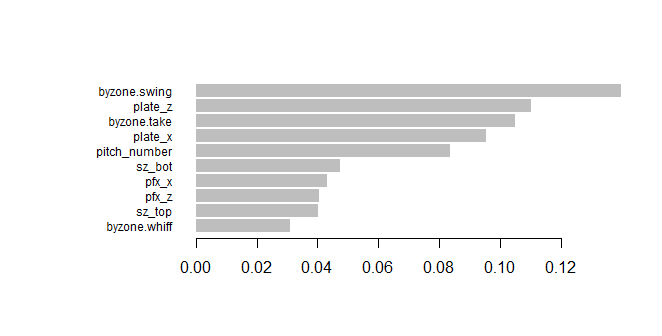 byzone.swing
plate_z
byzone.take
plate_x
pitch_number
sz_bot
pfx_x
pfx_z
sz_top
byzone.whiff
0.00 0.02 0.04 0.06 0.08 0.10 0.12